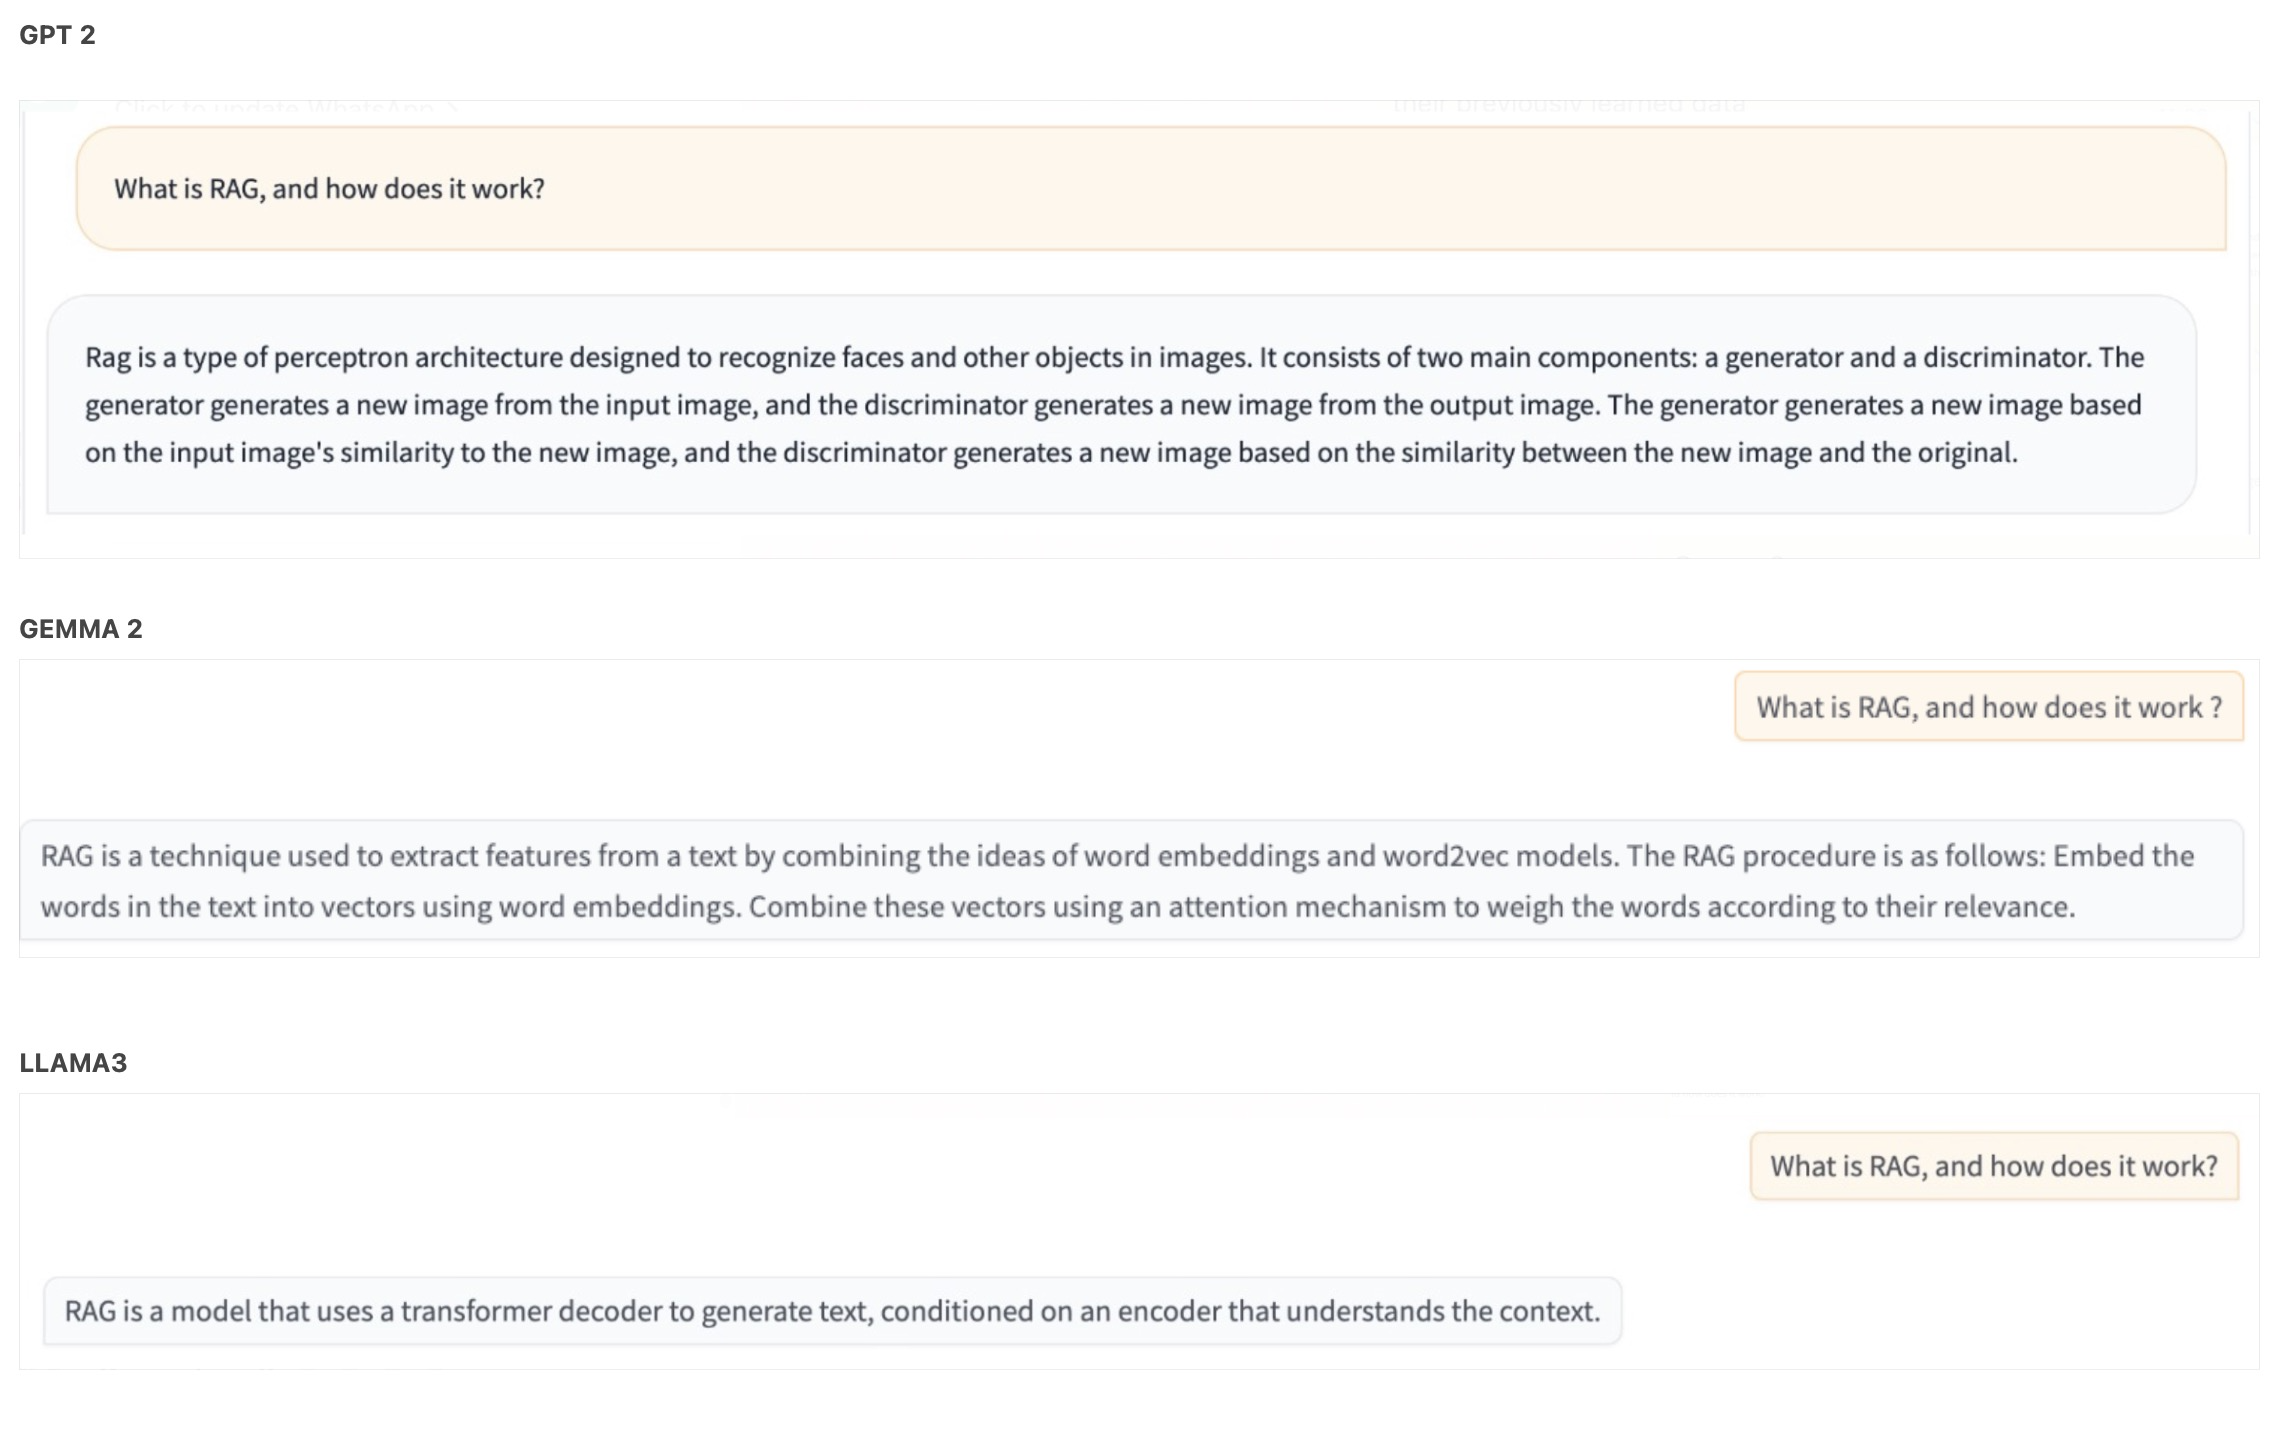 GPT 2
Click to update WhatsApp >
their previously learned data
What is RAG, and how does it work?
Rag is a type of perceptron architecture designed to recognize faces and other objects in images. It consists of two main components: a generator and a discriminator. The
generator generates a new image from the input image, and the discriminator generates a new image from the output image. The generator generates a new image based
on the input image's similarity to the new image, and the discriminator generates a new image based on the similarity between the new image and the original.
GEMMA 2
What is RAG, and how does it work ?
RAG is a technique used to extract features from a text by combining the ideas of word embeddings and word2vec models. The RAG procedure is as follows: Embed the
words in the text into vectors using word embeddings. Combine these vectors using an attention mechanism to weigh the words according to their relevance.
LLAMA3
What is RAG, and how does it work?
RAG is a model that uses a transformer decoder to generate text, conditioned on an encoder that understands the context.